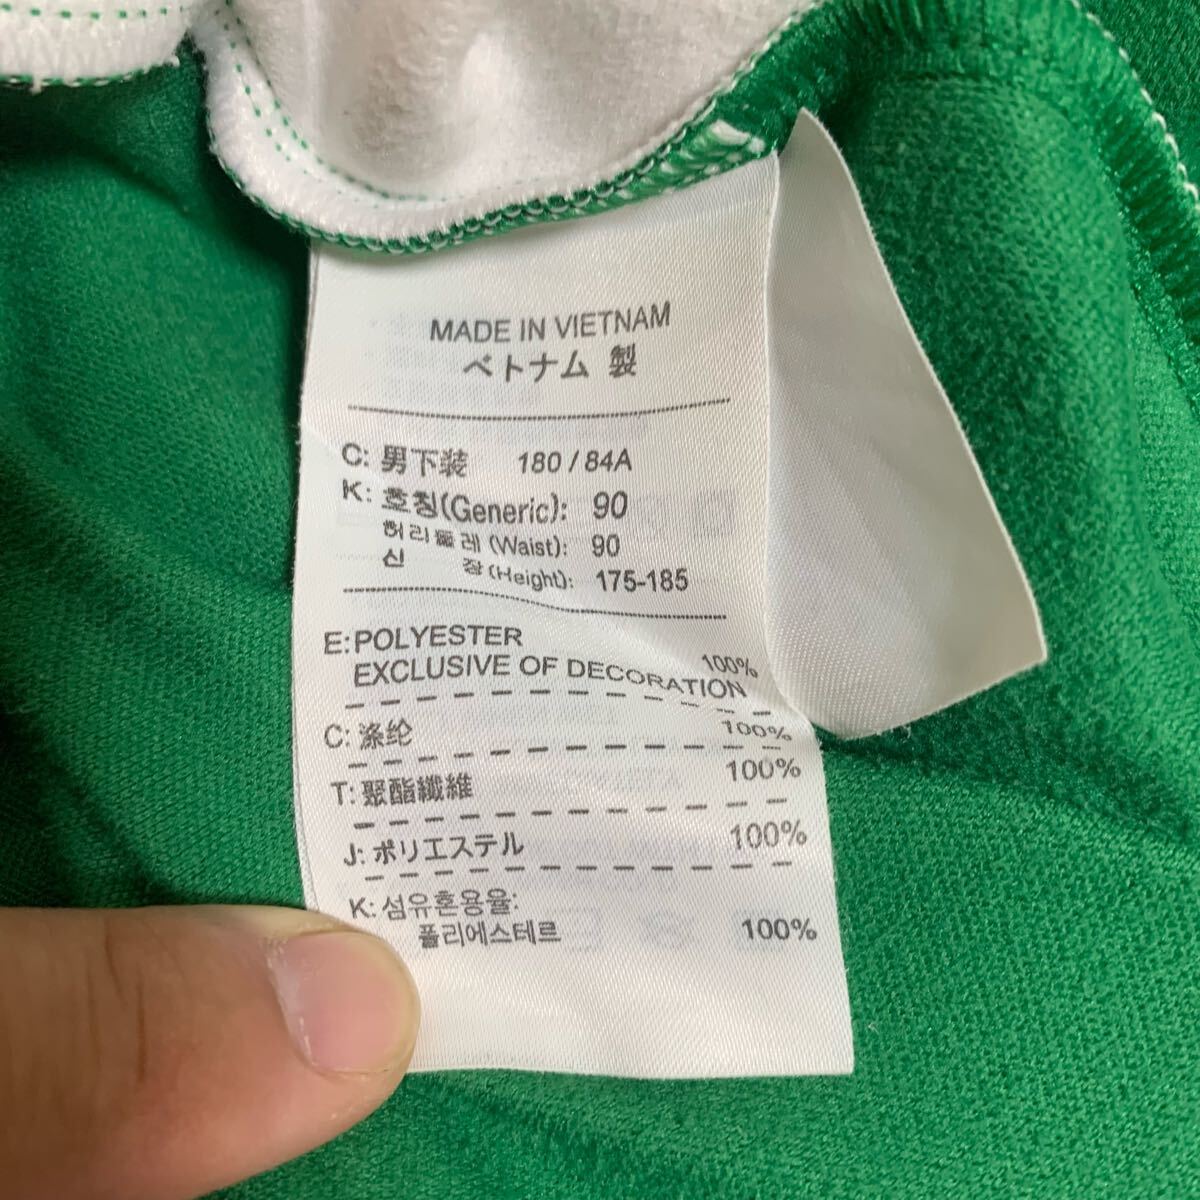 MADE IN VIETNAM
ベトナム 製
C: 男下装 180 / 84A
K: 호칭(Generic): 90
허리둘레 (Waist): 90
신 장 (Height): 175-185
E: POLYESTER 100%
EXCLUSIVE OF DECORATION
C: 涤纶 100%
T: 聚酯纖維 100%
J: ポリエステル 100%
K: 섬유혼용율:
폴리에스테르 100%